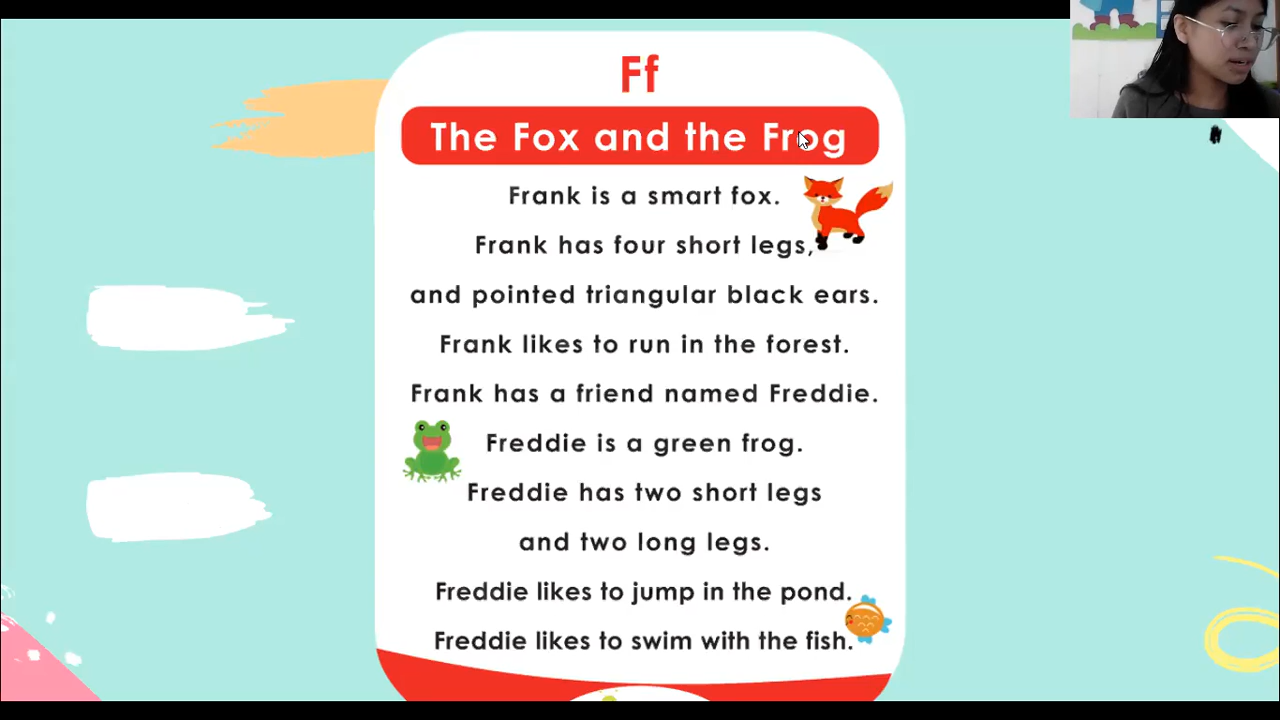 Ff
The Fox and the Frog
Frank is a smart fox.
Frank has four short legs,
and pointed triangular black ears.
Frank likes to run in the forest.
Frank has a friend named Freddie.
Freddie is a green frog.
Freddie has two short legs
and two long legs.
Freddie likes to jump in the pond.
Freddie likes to swim with the fish.